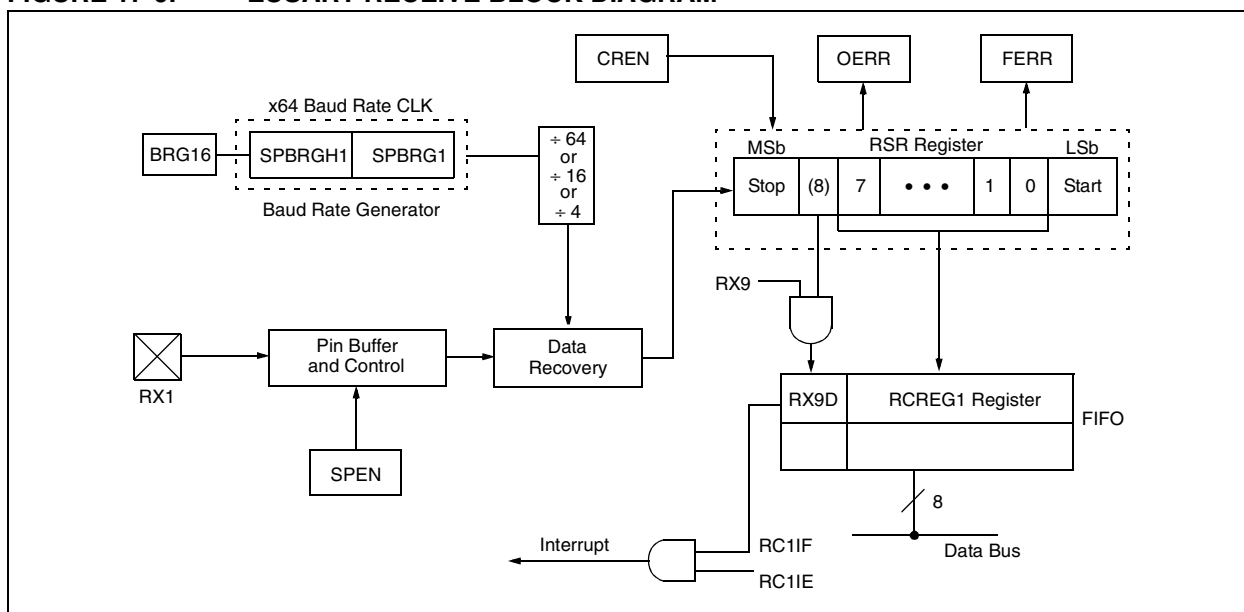 CREN
OERR
FERR
x64 Baud Rate CLK
BRG16
SPBRGH1
SPBRG1
Baud Rate Generator
÷ 64
or
÷ 16
or
÷ 4
MSb
RSR Register
LSb
Stop
(8)
7
• • •
1
0
Start
RX9
Pin Buffer
and Control
Data
Recovery
RX1
SPEN
RX9D
RCREG1 Register
FIFO
8
Data Bus
Interrupt
RC1IF
RC1IE